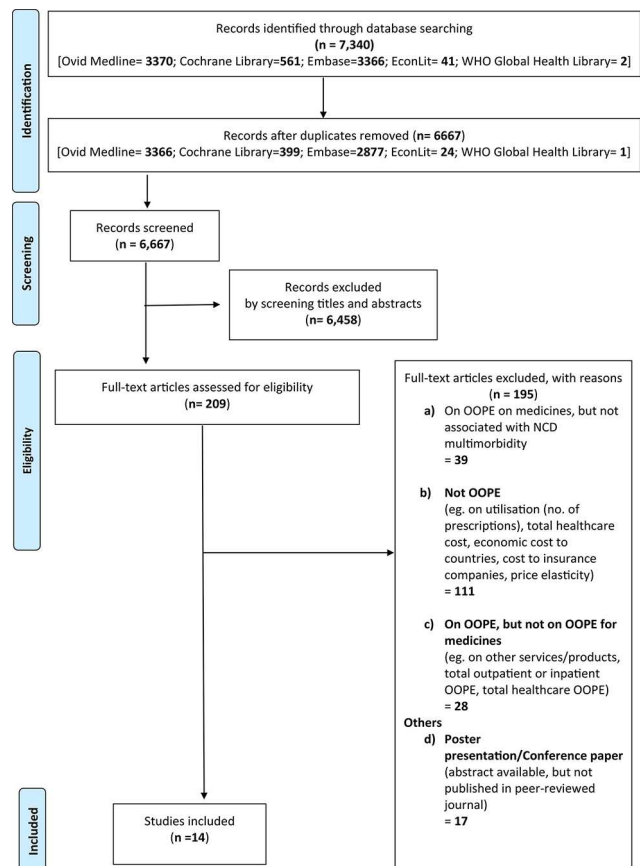 Identification
Records identified through database searching
(n = 7,340)
[Ovid Medline= 3370; Cochrane Library=561; Embase=3366; EconLit= 41; WHO Global Health Library= 2]
Records after duplicates removed (n= 6667)
[Ovid Medline= 3366; Cochrane Library=399; Embase=2877; EconLit= 24; WHO Global Health Library= 1]
Screening
Records screened
(n = 6,667)
Records excluded
by screening titles and abstracts
(n= 6,458)
Eligibility
Full-text articles assessed for eligibility
(n= 209)
Full-text articles excluded, with reasons
(n = 195)
a) On OOPE on medicines, but not
associated with NCD
multimorbidity
= 39
b) Not OOPE
(eg. on utilisation (no. of
prescriptions), total healthcare
cost, economic cost to
countries, cost to insurance
companies, price elasticity)
= 111
c) On OOPE, but not on OOPE for
medicines
(eg. on other services/products,
total outpatient or inpatient
OOPE, total healthcare OOPE)
= 28
Others
d) Poster
presentation/Conference paper
(abstract available, but not
published in peer-reviewed
journal)
= 17
Included
Studies included
(n =14)